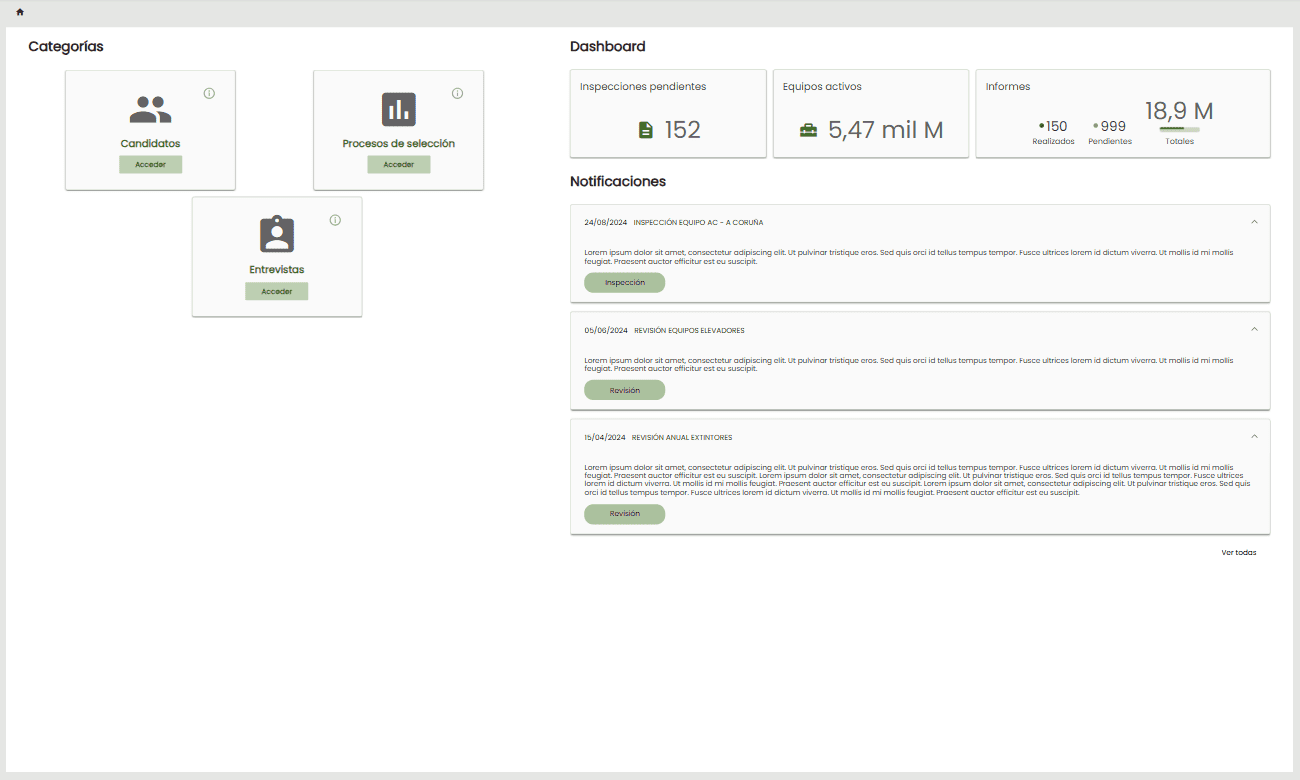 Categorías
Candidatos
Acceder
Procesos de selección
Acceder
Entrevistas
Acceder
Dashboard
Inspecciones pendientes
152
Equipos activos
5,47 mil M
Informes
150
Realizados
999
Pendientes
18,9 M
Totales
Notificaciones
24/08/2024 INSPECCIÓN EQUIPO AC - A CORUÑA
Lorem ipsum dolor sit amet, consectetur adipiscing elit. Ut pulvinar tristique eros. Sed quis orci id tellus tempus tempor. Fusce ultrices lorem id dictum viverra. Ut mollis id mi mollis
feugiat. Praesent auctor efficitur est eu suscipit.
Inspección
05/06/2024 REVISIÓN EQUIPOS ELEVADORES
Lorem ipsum dolor sit amet, consectetur adipiscing elit. Ut pulvinar tristique eros. Sed quis orci id tellus tempus tempor. Fusce ultrices lorem id dictum viverra. Ut mollis id mi mollis
feugiat. Praesent auctor efficitur est eu suscipit.
Revisión
15/04/2024 REVISIÓN ANUAL EXTINTORES
Lorem ipsum dolor sit amet, consectetur adipiscing elit. Ut pulvinar tristique eros. Sed quis orci id tellus tempus tempor. Fusce ultrices lorem id dictum viverra. Ut mollis id mi mollis
feugiat. Praesent auctor efficitur est eu suscipit. Lorem ipsum dolor sit amet, consectetur adipiscing elit. Ut pulvinar tristique eros. Sed quis orci id tellus tempus tempor. Fusce ultrices
lorem id dictum viverra. Ut mollis id mi mollis feugiat. Praesent auctor efficitur est eu suscipit. Lorem ipsum dolor sit amet, consectetur adipiscing elit. Ut pulvinar tristique eros. Sed quis
orci id tellus tempus tempor. Fusce ultrices lorem id dictum viverra. Ut mollis id mi mollis feugiat. Praesent auctor efficitur est eu suscipit.
Revisión
Ver todas